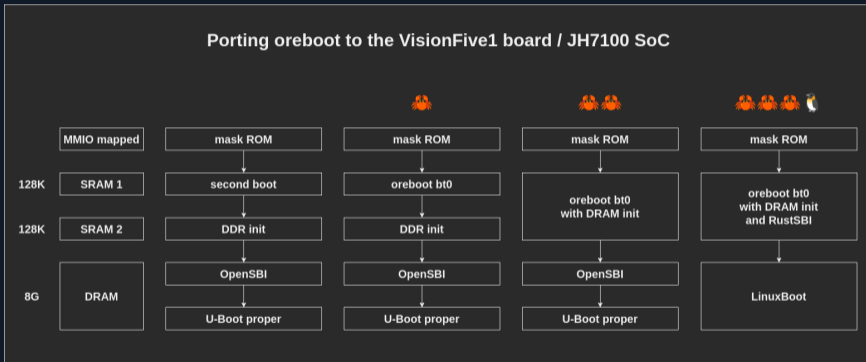 Porting oreboot to the VisionFive1 board / JH7100 SoC
MMIO mapped
mask ROM
mask ROM
mask ROM
mask ROM
128K
SRAM 1
second boot
oreboot bt0
oreboot bt0
with DRAM init
oreboot bt0
with DRAM init
and RustSBI
128K
SRAM 2
DDR init
DDR init
8G
DRAM
OpenSBI
OpenSBI
OpenSBI
LinuxBoot
U-Boot proper
U-Boot proper
U-Boot proper